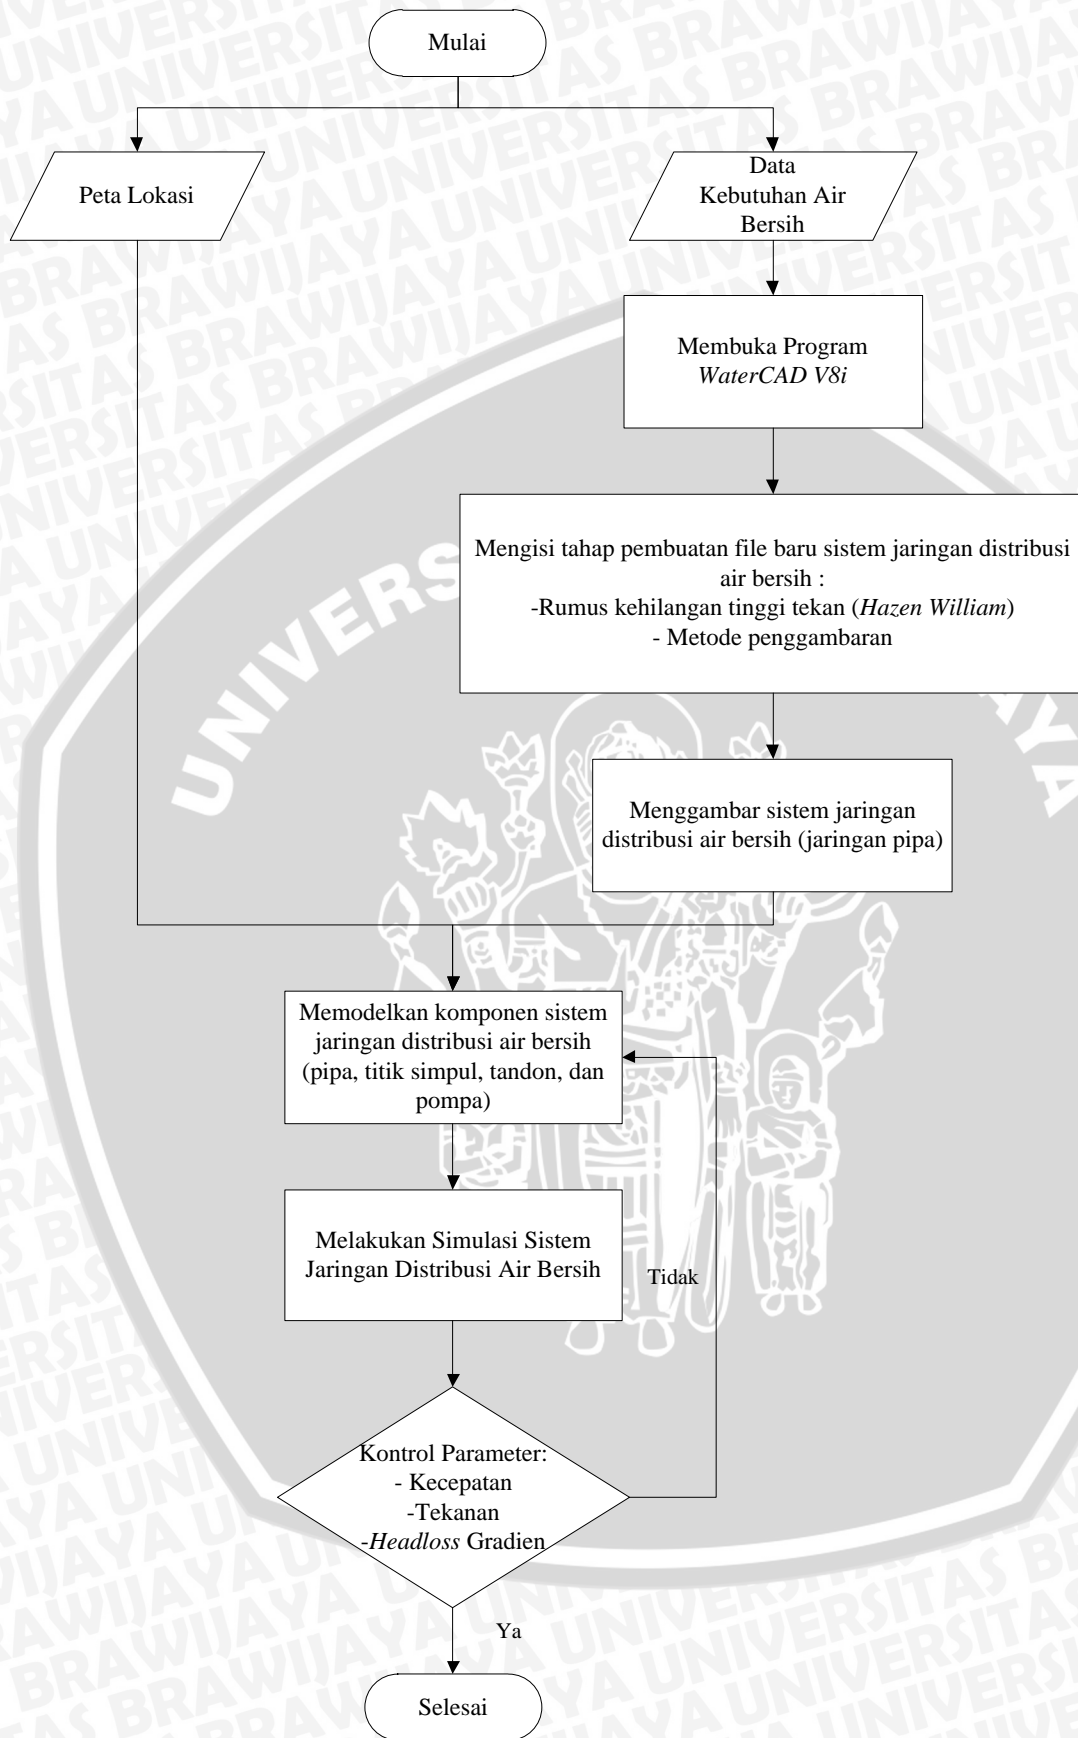 Mulai
Peta Lokasi
Data
Kebutuhan Air
Bersih
Membuka Program
WaterCAD V8i
Mengisi tahap pembuatan file baru sistem jaringan distribusi
air bersih :
-Rumus kehilangan tinggi tekan (Hazen William)
- Metode penggambaran
Menggambar sistem jaringan
distribusi air bersih (jaringan pipa)
Memodelkan komponen sistem
jaringan distribusi air bersih
(pipa, titik simpul, tandon, dan
pompa)
Melakukan Simulasi Sistem
Jaringan Distribusi Air Bersih
Tidak
Kontrol Parameter:
- Kecepatan
-Tekanan
-Headloss Gradien
Ya
Selesai